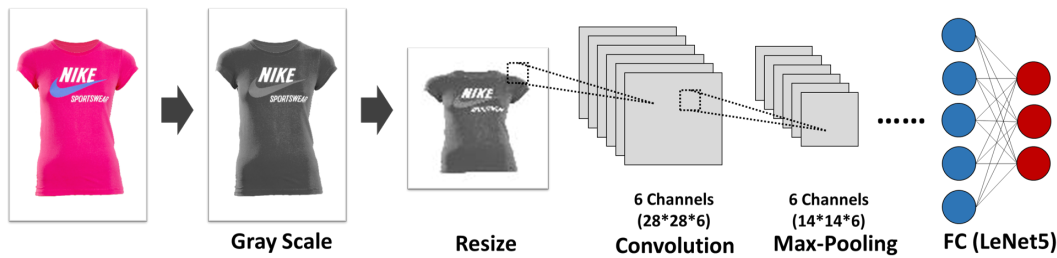 NIKE
SPORTSWEAR
NIKE
SPORTSWEAR
NIKE
6 Channels
(28*28*6)
6 Channels
(14*14*6)
Gray Scale
Resize
Convolution
Max-Pooling
FC (LeNet5)